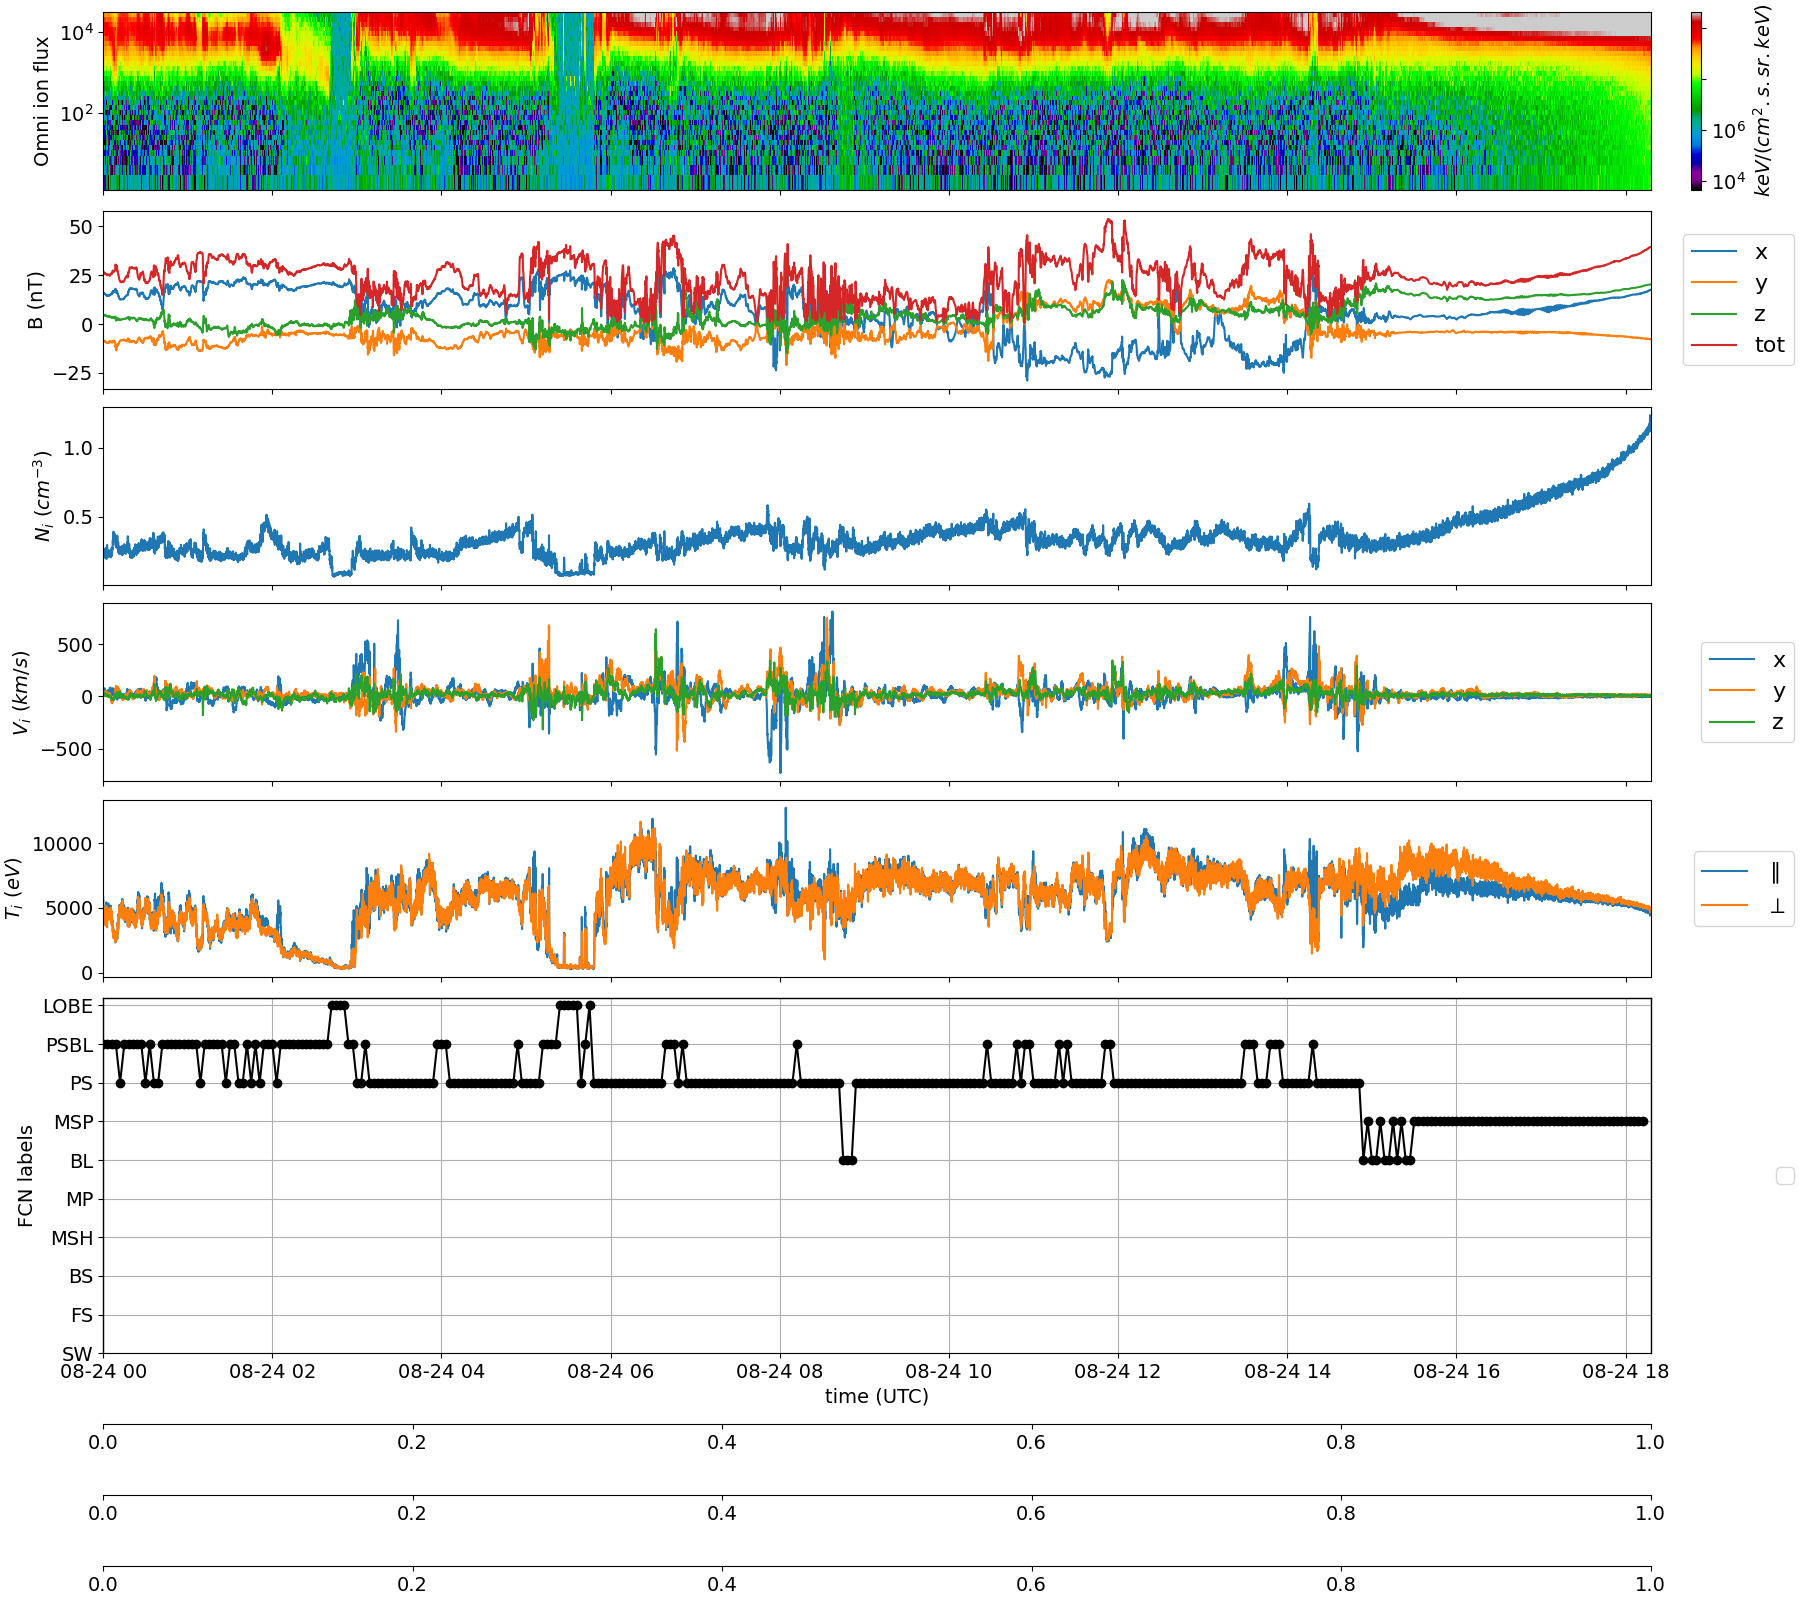 Omni ion flux
10^4
10^2
10^6
10^4
keV/(cm^2.s.sr.keV)
B (nT)
50
25
0
−25
x
y
z
tot
N_i (cm^−3)
1.0
0.5
V_i (km/s)
500
0
−500
x
y
z
T_i (eV)
10000
5000
0
∥
⊥
FCN labels
LOBE
PSBL
PS
MSP
BL
MP
MSH
BS
FS
SW
08-24 00 08-24 02 08-24 04 08-24 06 08-24 08 08-24 10 08-24 12 08-24 14 08-24 16 08-24 18
time (UTC)
0.0 0.2 0.4 0.6 0.8 1.0
0.0 0.2 0.4 0.6 0.8 1.0
0.0 0.2 0.4 0.6 0.8 1.0